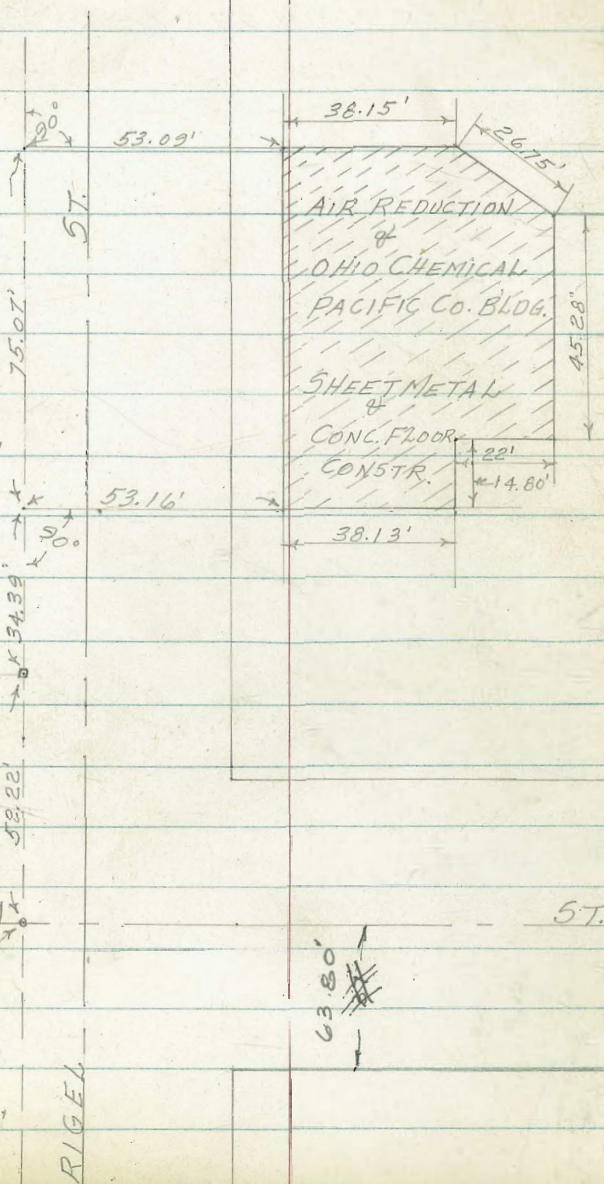 38.15'
90°
53.09'
26.75'
ST.
AIR REDUCTION
&
OHIO CHEMICAL
PACIFIC CO. BLDG.
75.07'
45.28'
SHEET METAL
&
CONC. FLOOR
CONSTR.
22'
14.80'
53.16'
90°
38.13'
34.39'
52.22'
ST.
63.80'
RIGEL